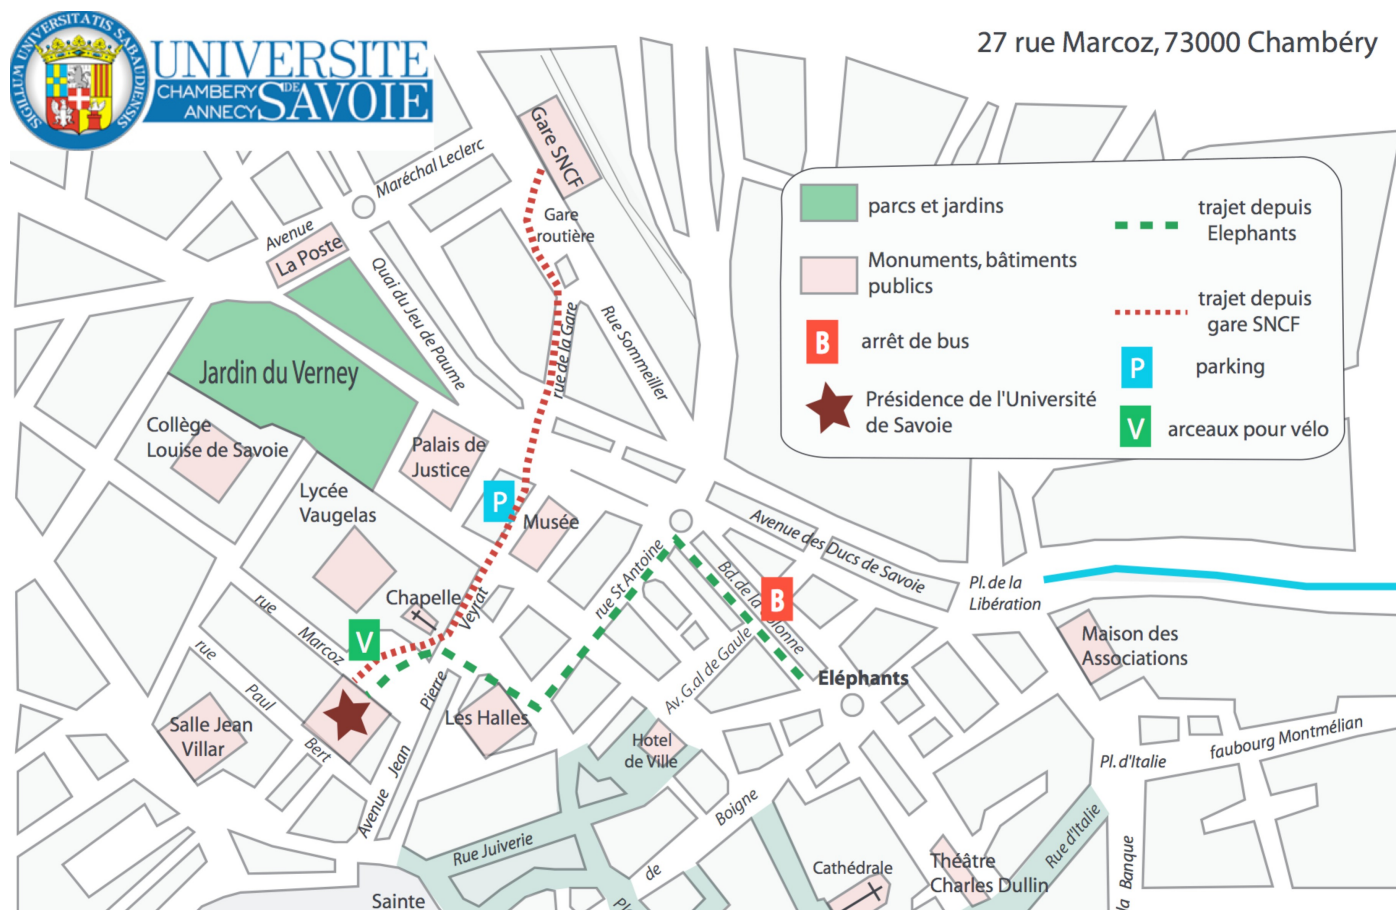 SIGILLUM UNIVERSITATIS SABAUDIENSIS
UNIVERSITE
CHAMBERY
ANNECY
DE
SAVOIE
27 rue Marcoz, 73000 Chambéry
parcs et jardins
Monuments, bâtiments
publics
B
arrêt de bus
Présidence de l'Université
de Savoie
trajet depuis
Elephants
trajet depuis
gare SNCF
P
parking
V
arceaux pour vélo
Gare SNCF
Maréchal Leclerc
Avenue
La Poste
Gare
routière
Quai du Jeu de Paume
rue de la Gare
Rue Sommeiller
Jardin du Verney
Collège
Louise de Savoie
Palais de
Justice
Lycée
Vaugelas
P
Musée
Avenue des Ducs de Savoie
rue St Antoine
Bd. de la Colonne
B
Pl. de la
Libération
Chapelle
Veyrat
rue
Marcoz
V
rue
Paul
Bert
Pierre
Jean
Avenue
Av. G.al de Gaule
Eléphants
Maison des
Associations
Salle Jean
Villar
Les Halles
Hotel
de Ville
Pl. d'Italie
faubourg Montmélian
Boigne
de
Rue Juiverie
Rue d'Italie
Cathédrale
Théâtre
Charles Dullin
la Banque
Sainte
Pl.